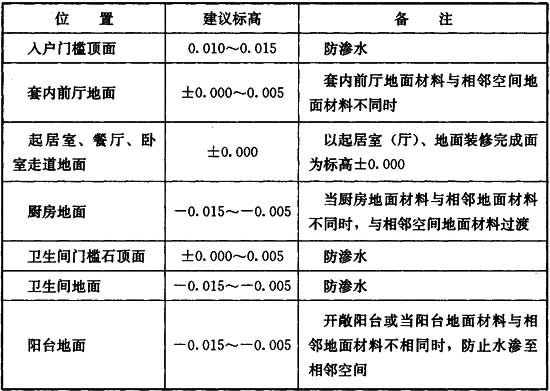 位 置 建议标高 备 注
入户门槛顶面 0.010～0.015 防渗水
套内前厅地面 ±0.000～0.005 套内前厅地面材料与相邻空间地
面材料不同时
起居室、餐厅、卧
室走道地面 ±0.000 以起居室（厅）、地面装修完成面
为标高±0.000
厨房地面 －0.015～－0.005 当厨房地面材料与相邻地面材料
不同时，与相邻空间地面材料过渡
卫生间门槛石顶面 ±0.000～0.005 防渗水
卫生间地面 －0.015～－0.005 防渗水
阳台地面 －0.015～－0.005 开敞阳台或当阳台地面材料与相
邻地面材料不相同时，防止水渗至
相邻空间